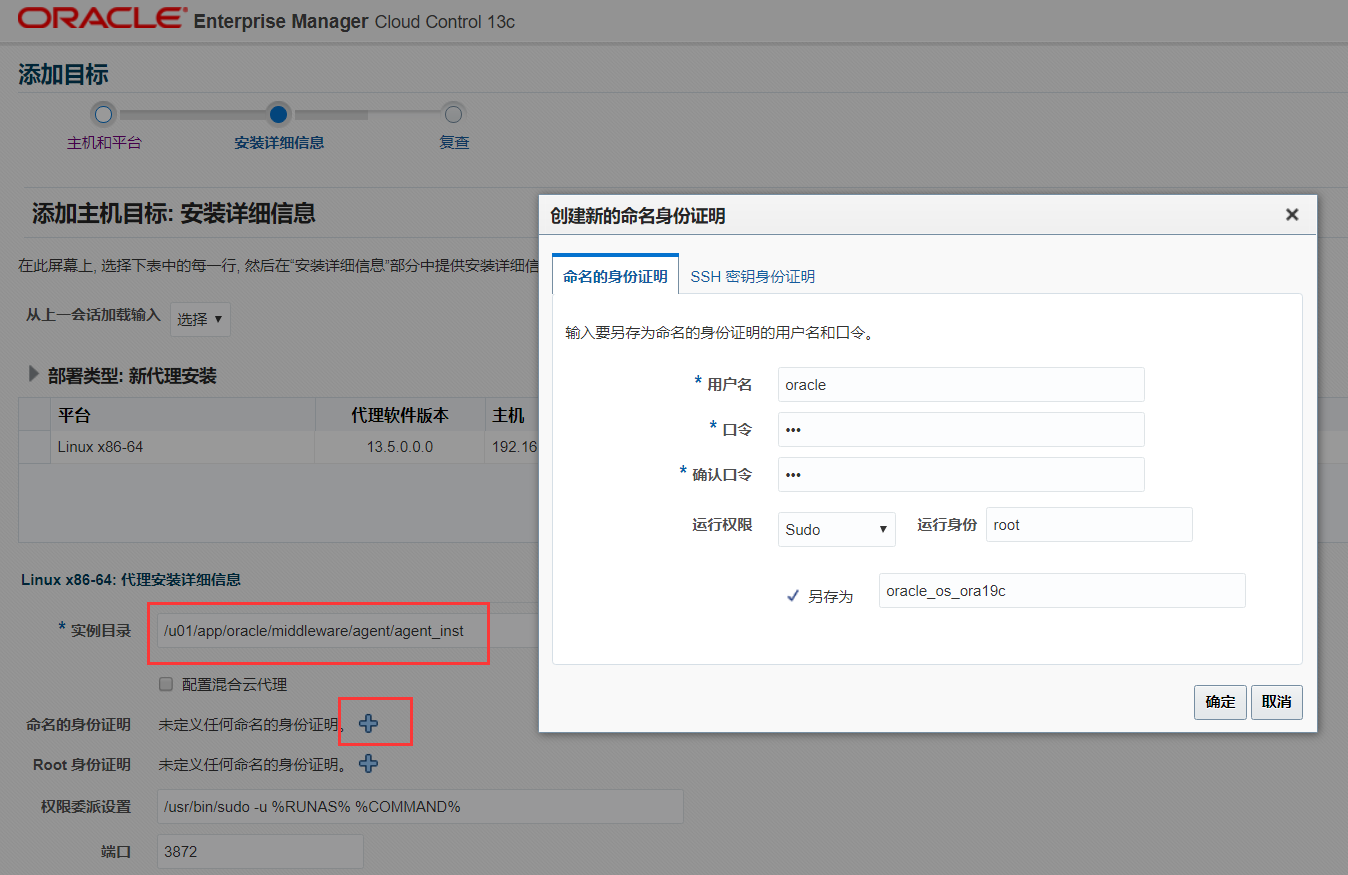 ORACLE Enterprise Manager Cloud Control 13c
添加目标
主机和平台 安装详细信息 复查
添加主机目标: 安装详细信息
在此屏幕上, 选择下表中的每一行, 然后在“安装详细信息”部分中提供安装详细信
从上一会话加载输入 选择
部署类型: 新代理安装
平台 代理软件版本 主机
Linux x86-64 13.5.0.0.0 192.16
Linux x86-64: 代理安装详细信息
* 实例目录 /u01/app/oracle/middleware/agent/agent_inst
配置混合云代理
命名的身份证明 未定义任何命名的身份证明。
Root 身份证明 未定义任何命名的身份证明。
权限委派设置 /usr/bin/sudo -u %RUNAS% %COMMAND%
端口 3872
创建新的命名身份证明
命名的身份证明 SSH 密钥身份证明
输入要另存为命名的身份证明的用户名和口令。
* 用户名 oracle
* 口令 •••
* 确认口令 •••
运行权限 Sudo 运行身份 root
另存为 oracle_os_ora19c
确定 取消